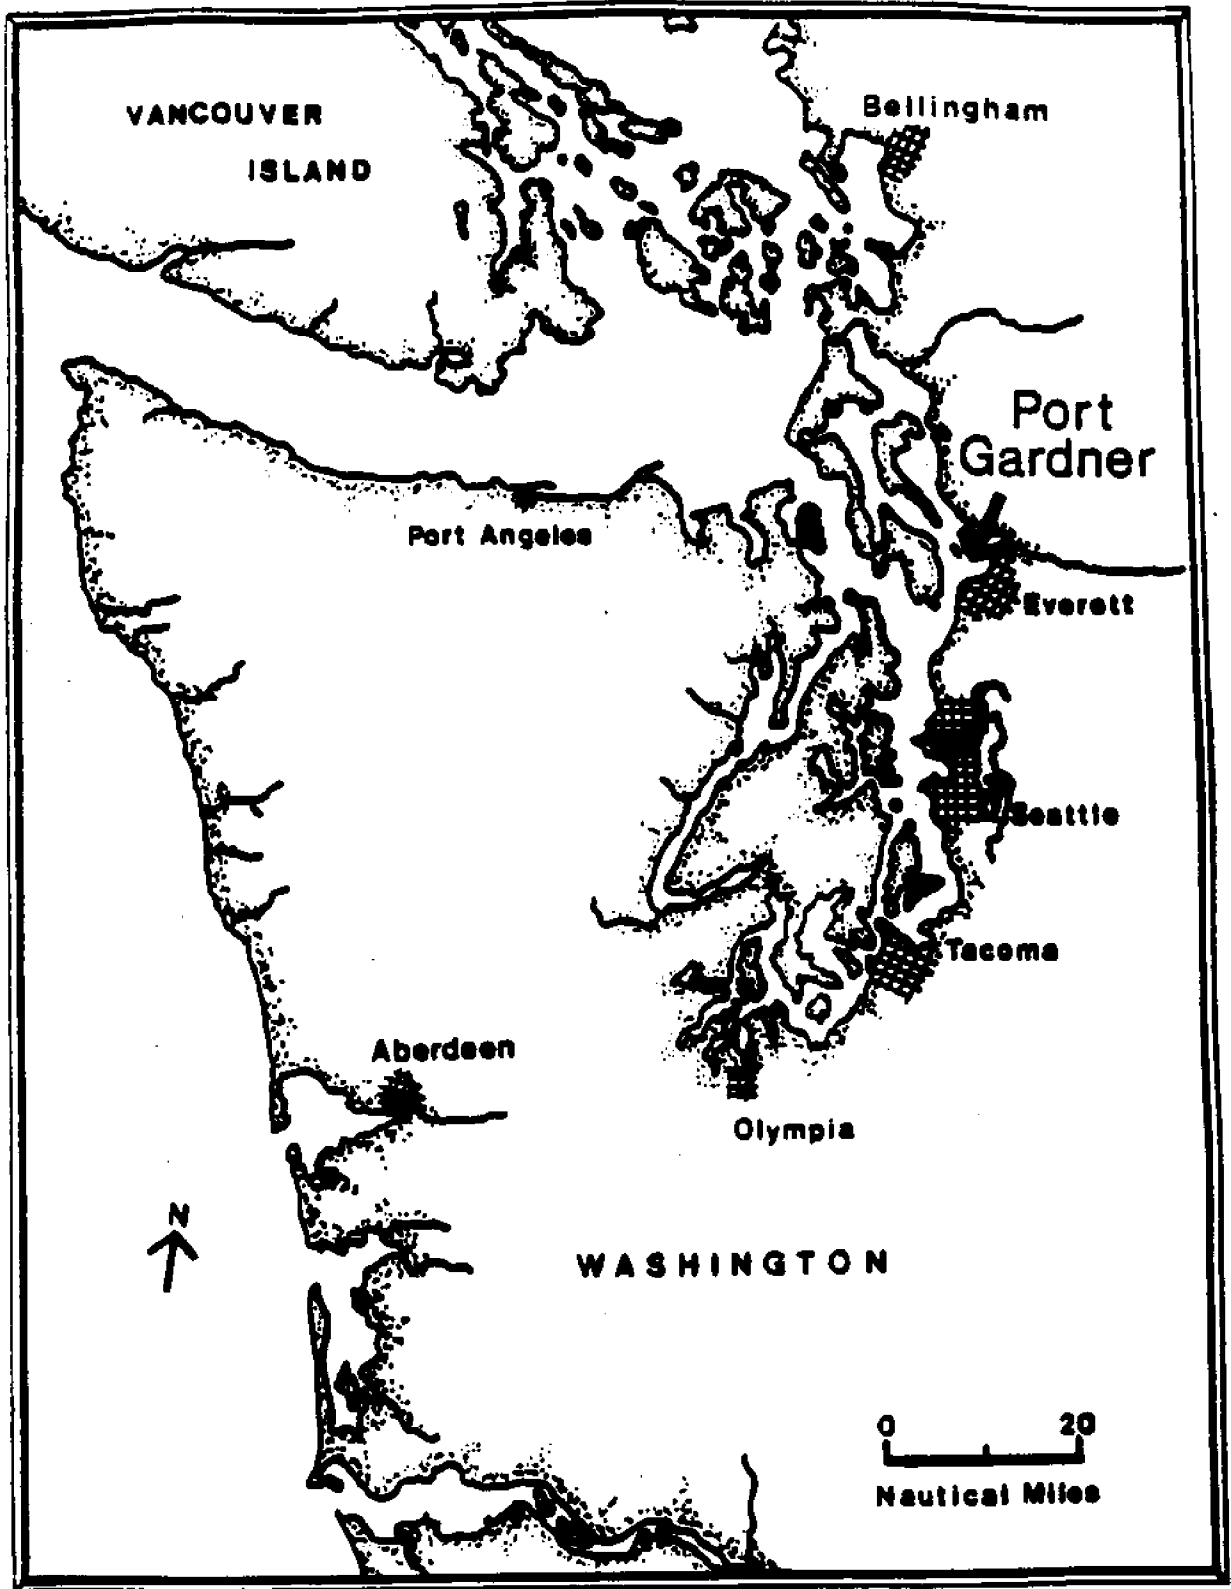 VANCOUVER
ISLAND
Bellingham
Port
Gardner
Port Angeles
Everett
Seattle
Tacoma
Aberdeen
Olympia
N
WASHINGTON
0 20
Nautical Miles